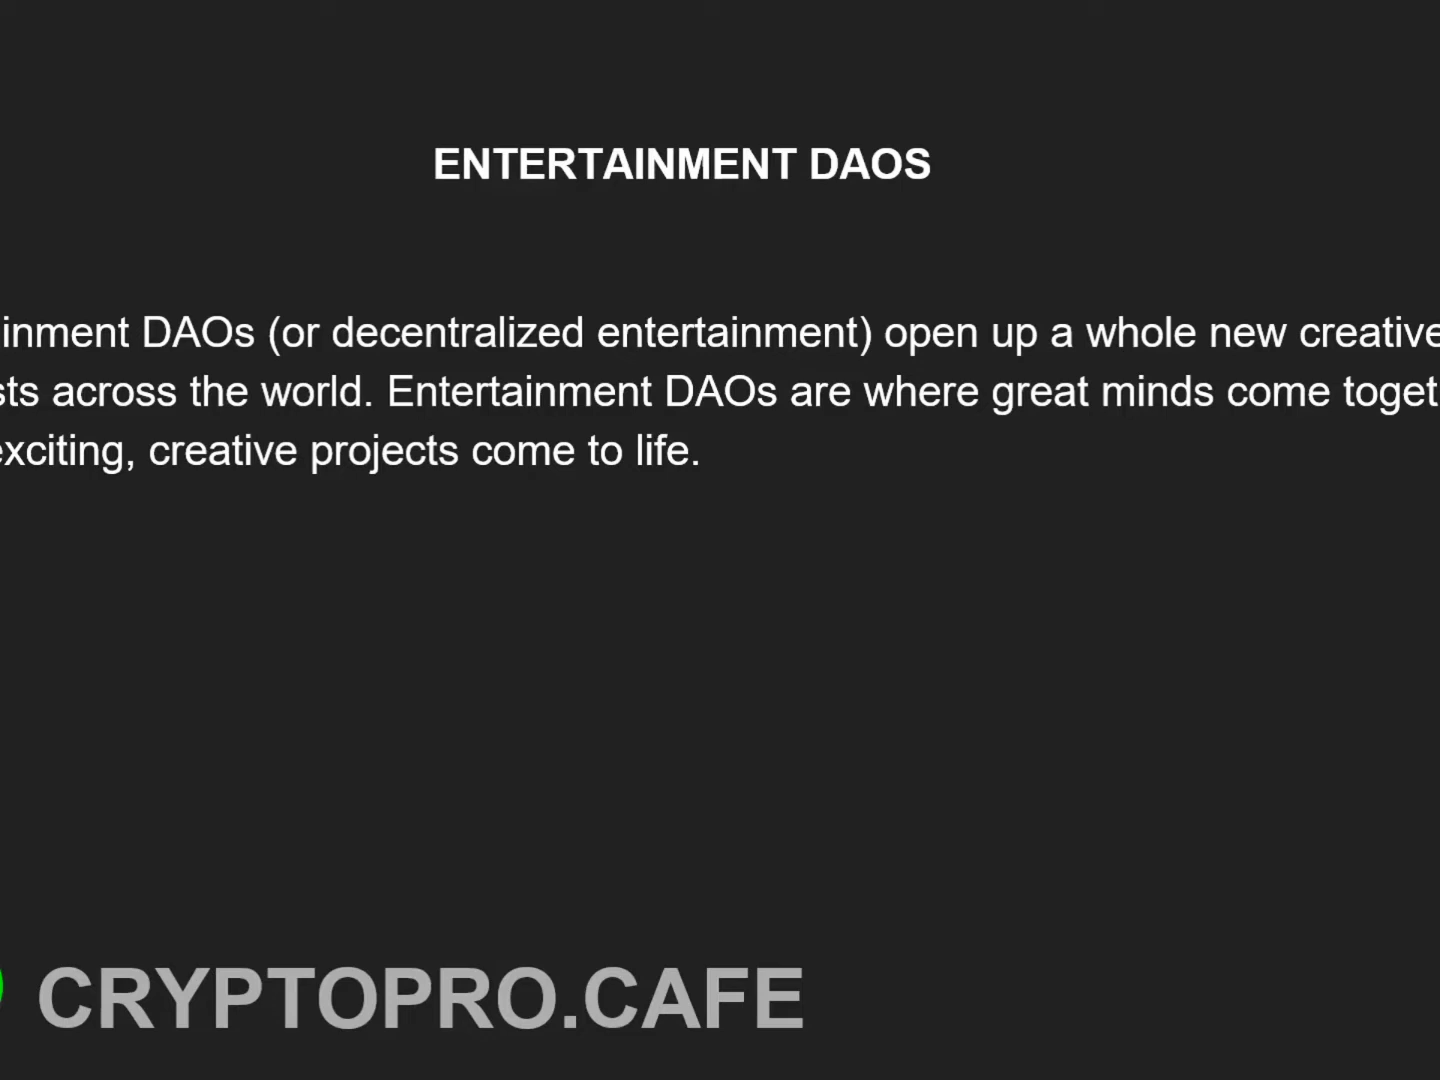 ENTERTAINMENT DAOS
inment DAOs (or decentralized entertainment) open up a whole new creative
sts across the world. Entertainment DAOs are where great minds come toget
exciting, creative projects come to life.
CRYPTOPRO.CAFE